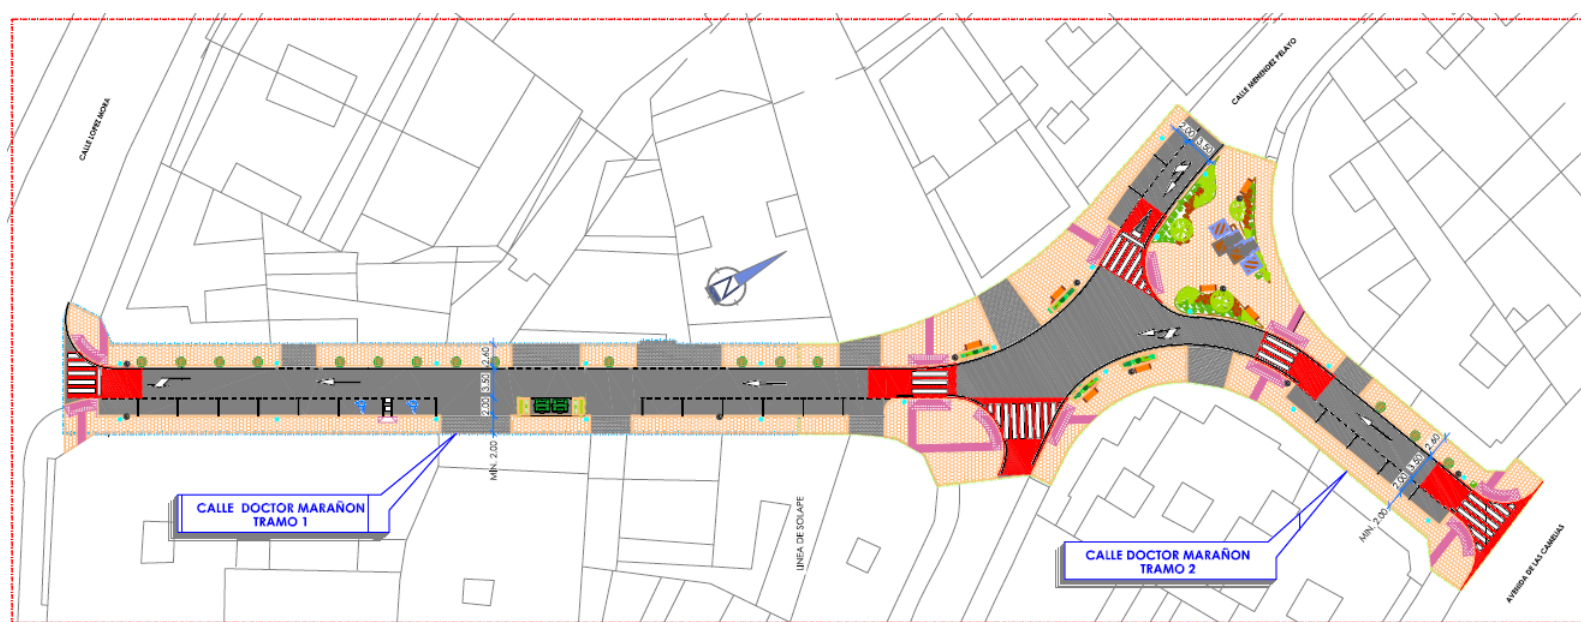 CALLE LOPEZ MORA
CALLE MENENDEZ PELAYO
2.00
3.50
N
2.60
3.50
2.00
MIN. 2.00
CALLE DOCTOR MARAÑON
TRAMO 1
LINEA DE SOLAPE
2.60
3.50
2.00
MIN. 2.00
CALLE DOCTOR MARAÑON
TRAMO 2
AVENIDA DE LAS CAMELIAS